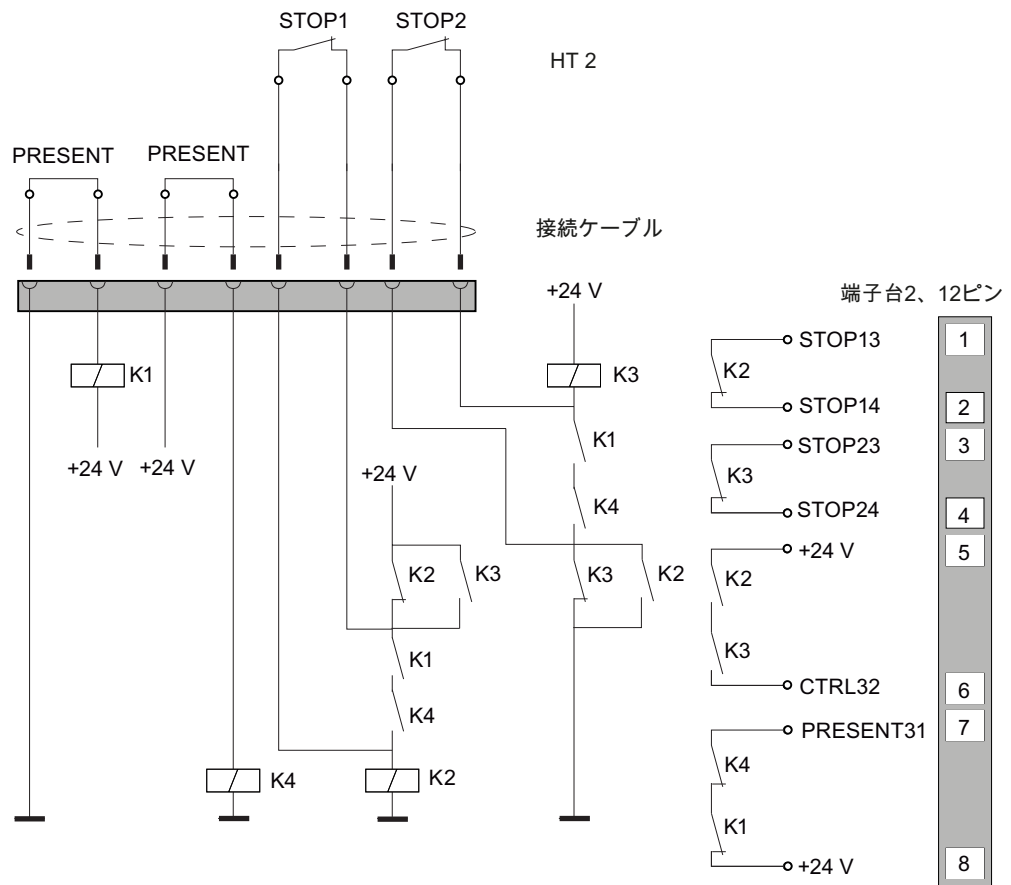 STOP1 STOP2
HT 2
PRESENT PRESENT
接続ケーブル
+24 V
端子台2、12ピン
K1
K3
+24 V +24 V
+24 V
K1
K4
K2 K3
K3 K2
K1
K4
K4
K2
STOP13 1
K2
STOP14 2
STOP23 3
K3
STOP24 4
+24 V 5
K2
K3
CTRL32 6
PRESENT31 7
K4
K1
+24 V 8